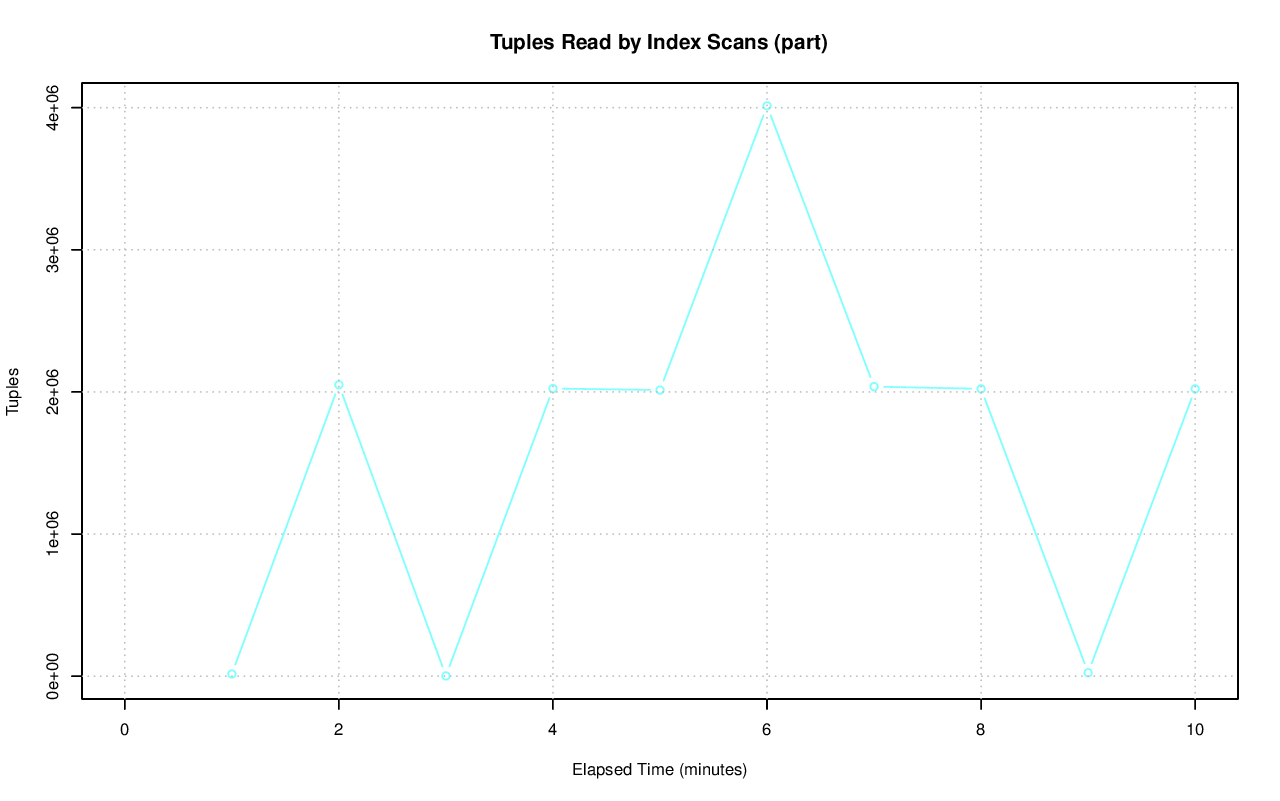 Tuples Read by Index Scans (part)
4e+06
3e+06
2e+06
1e+06
0e+00
Tuples
0 2 4 6 8 10
Elapsed Time (minutes)